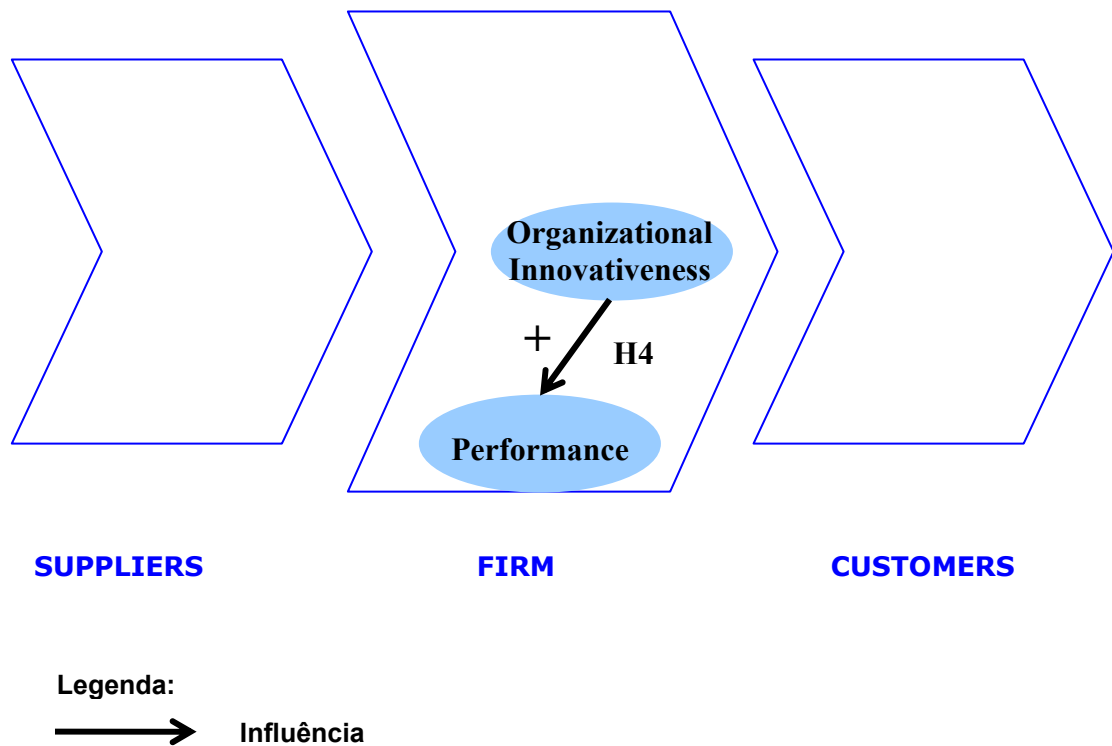 Organizational
Innovativeness
+
H4
Performance
SUPPLIERS
FIRM
CUSTOMERS
Legenda:
Influência